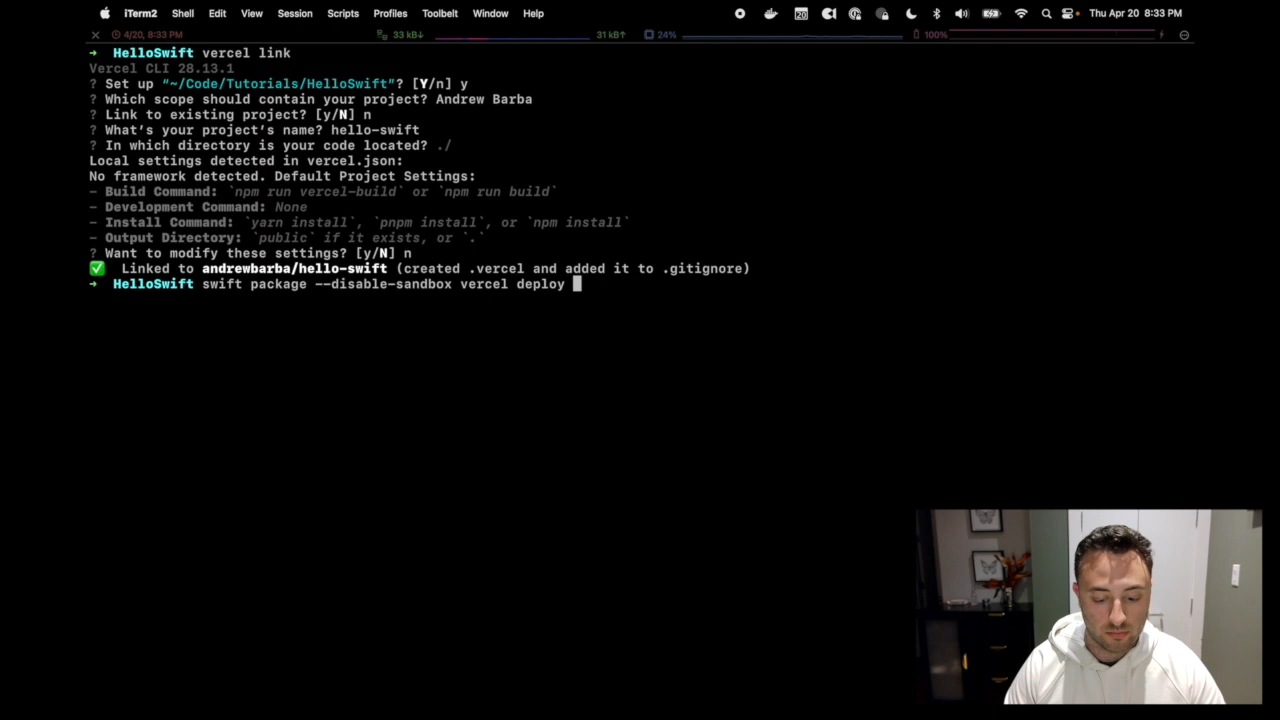 iTerm2 Shell Edit View Session Scripts Profiles Toolbelt Window Help 20 Thu Apr 20 8:33 PM
4/20, 8:33 PM 33 kB↓ 31 kB↑ 24% 100%
→ HelloSwift vercel link
Vercel CLI 28.13.1
? Set up “~/Code/Tutorials/HelloSwift”? [Y/n] y
? Which scope should contain your project? Andrew Barba
? Link to existing project? [y/N] n
? What’s your project’s name? hello-swift
? In which directory is your code located? ./
Local settings detected in vercel.json:
No framework detected. Default Project Settings:
– Build Command: `npm run vercel-build` or `npm run build`
– Development Command: None
– Install Command: `yarn install`, `pnpm install`, or `npm install`
– Output Directory: `public` if it exists, or `.`
? Want to modify these settings? [y/N] n
✅ Linked to andrewbarba/hello-swift (created .vercel and added it to .gitignore)
→ HelloSwift swift package --disable-sandbox vercel deploy